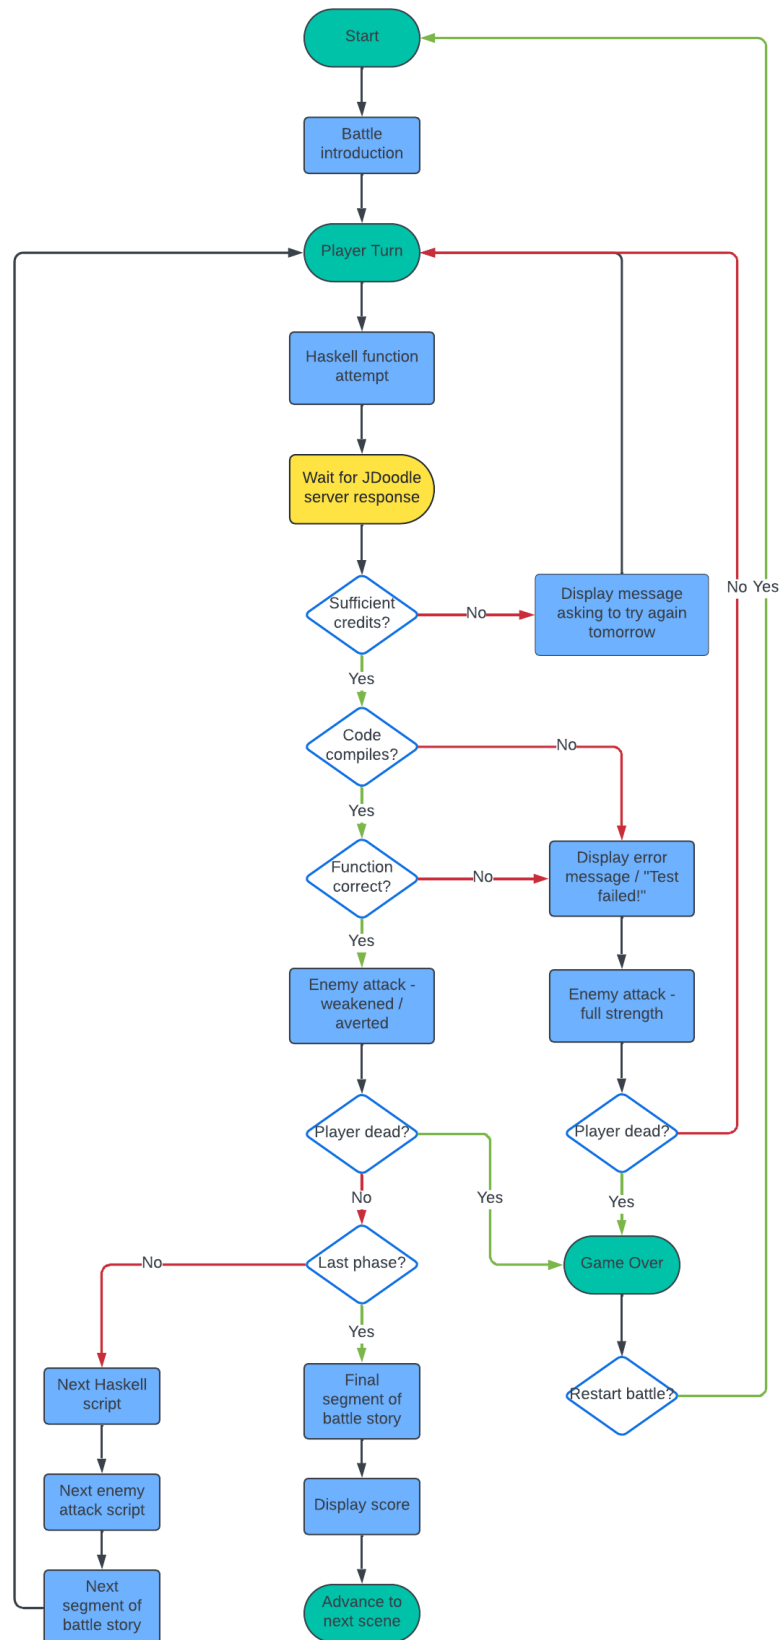 Start
Battle
introduction
Player Turn
Haskell function
attempt
Wait for JDoodle
server response
Sufficient
credits?
No
Display message
asking to try again
tomorrow
No
Yes
Yes
Code
compiles?
No
Yes
Function
correct?
No
Display error
message / "Test
failed!"
Yes
Enemy attack -
weakened /
averted
Enemy attack -
full strength
Player dead?
Player dead?
No
Yes
Yes
Last phase?
No
Game Over
Yes
Next Haskell
script
Final
segment of
battle story
Restart battle?
Next enemy
attack script
Display score
Next
segment of
battle story
Advance to
next scene